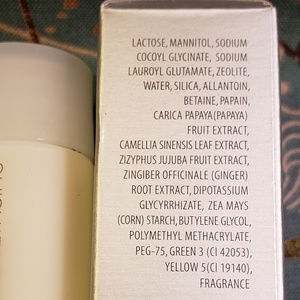 LACTOSE, MANNITOL, SODIUM
COCOYL GLYCINATE, SODIUM
LAUROYL GLUTAMATE, ZEOLITE,
WATER, SILICA, ALLANTOIN,
BETAINE, PAPAIN,
CARICA PAPAYA(PAPAYA)
FRUIT EXTRACT,
CAMELLIA SINENSIS LEAF EXTRACT,
ZIZYPHUS JUJUBA FRUIT EXTRACT,
ZINGIBER OFFICINALE (GINGER)
ROOT EXTRACT, DIPOTASSIUM
GLYCYRRHIZATE, ZEA MAYS
(CORN) STARCH, BUTYLENE GLYCOL,
POLYMETHYL METHACRYLATE,
PEG-75, GREEN 3 (CI 42053),
YELLOW 5(CI 19140),
FRAGRANCE